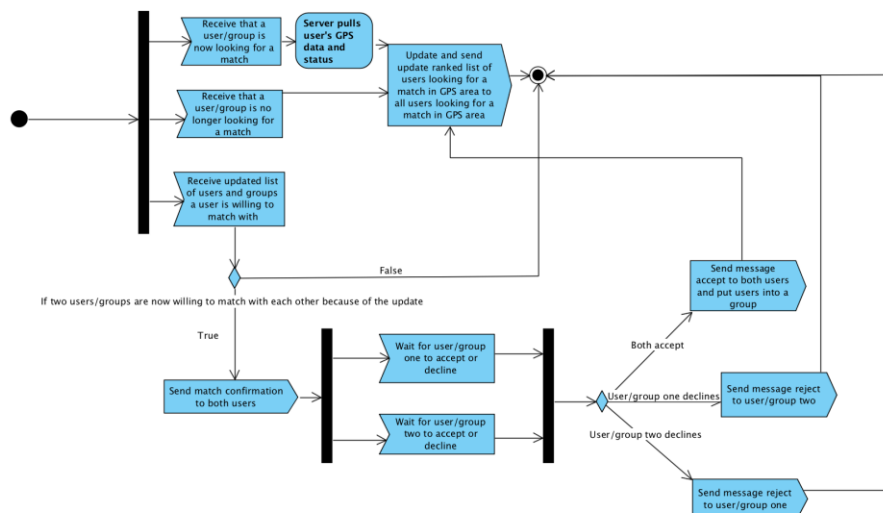 Receive that a
user/group is
now looking for a
match
Server pulls
user's GPS
data and
status
Update and send
update ranked list of
users looking for a
match in GPS area to
all users looking for a
match in GPS area
Receive that a
user/group is no
longer looking for
a match
Receive updated list
of users and groups
a user is willing to
match with
False
If two users/groups are now willing to match with each other because of the update
True
Send message
accept to both users
and put users into a
group
Wait for user/group
one to accept or
decline
Both accept
Send match confirmation
to both users
User/group one declines
Send message reject
to user/group two
Wait for user/group
two to accept or
decline
User/group two declines
Send message reject
to user/group one